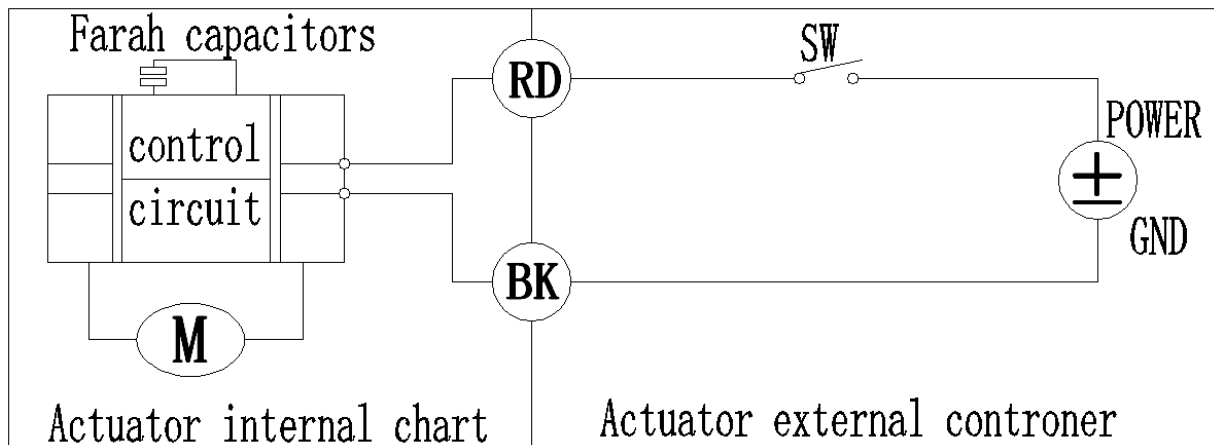 Farah capacitors
control
circuit
M
Actuator internal chart
RD
BK
SW
POWER
GND
Actuator external controner